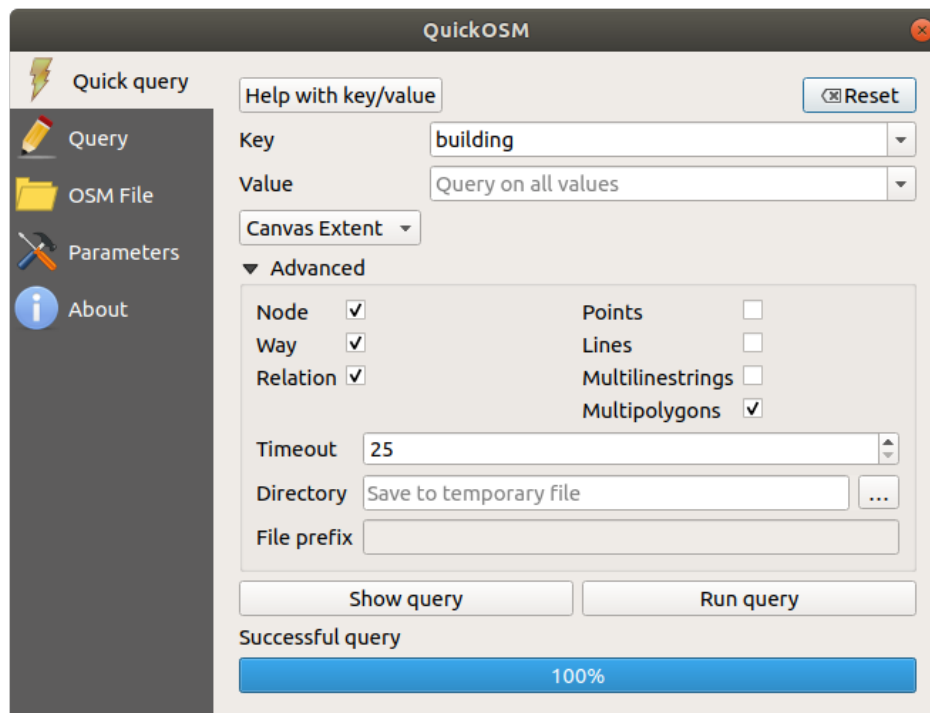 QuickOSM
Quick query
Query
OSM File
Parameters
About
Help with key/value
Reset
Key building
Value Query on all values
Canvas Extent
Advanced
Node Points
Way Lines
Relation Multilinestrings
Multipolygons
Timeout 25
Directory Save to temporary file ...
File prefix
Show query Run query
Successful query
100%